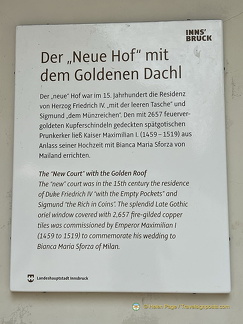 INNS'
BRUCK
Der „Neue Hof" mit
dem Goldenen Dachl
Der „neue" Hof war im 15. Jahrhundert die Residenz
von Herzog Friedrich IV. „mit der leeren Tasche" und
Sigmund „dem Münzreichen". Den mit 2657 feuerver-
goldeten Kupferschindeln gedeckten spätgotischen
Prunkerker ließ Kaiser Maximilian I. (1459 – 1519) aus
Anlass seiner Hochzeit mit Bianca Maria Sforza von
Mailand errichten.
The "New Court" with the Golden Roof
The "new" court was in the 15th century the residence
of Duke Friedrich IV "with the Empty Pockets" and
Sigmund "the Rich in Coins". The splendid Late Gothic
oriel window covered with 2,657 fire-gilded copper
tiles was commissioned by Emperor Maximilian I
(1459 to 1519) to commemorate his wedding to
Bianca Maria Sforza of Milan.
Landeshauptstadt Innsbruck